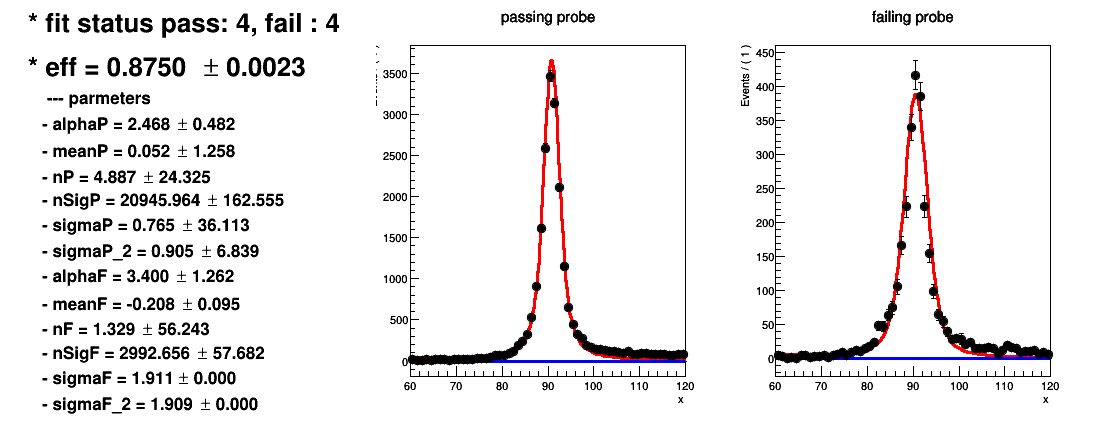 * fit status pass: 4, fail : 4
* eff = 0.8750 ± 0.0023
--- parmeters
- alphaP = 2.468 ± 0.482
- meanP = 0.052 ± 1.258
- nP = 4.887 ± 24.325
- nSigP = 20945.964 ± 162.555
- sigmaP = 0.765 ± 36.113
- sigmaP_2 = 0.905 ± 6.839
- alphaF = 3.400 ± 1.262
- meanF = -0.208 ± 0.095
- nF = 1.329 ± 56.243
- nSigF = 2992.656 ± 57.682
- sigmaF = 1.911 ± 0.000
- sigmaF_2 = 1.909 ± 0.000
passing probe
3500
3000
2500
2000
1500
1000
500
0
60 70 80 90 100 110 120
x
failing probe
Events / ( 1 )
450
400
350
300
250
200
150
100
50
0
60 70 80 90 100 110 120
x